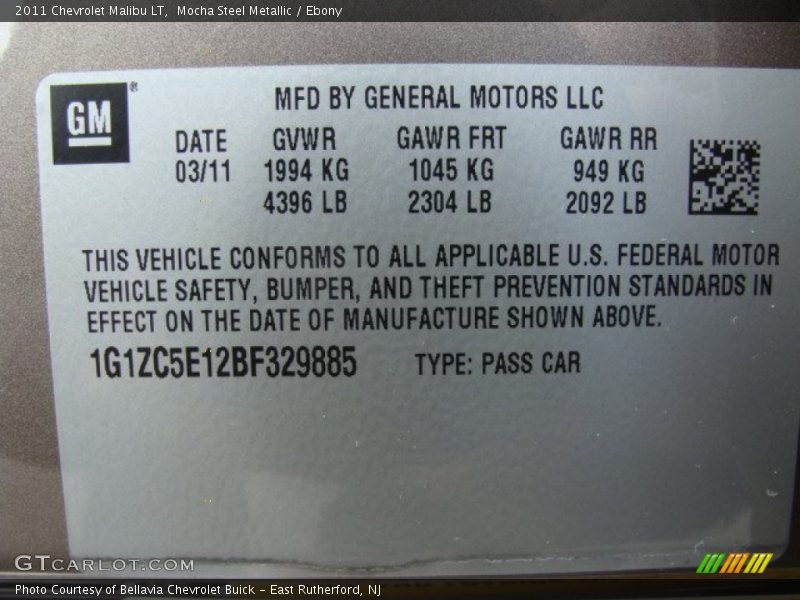 2011 Chevrolet Malibu LT, Mocha Steel Metallic / Ebony
GM®
MFD BY GENERAL MOTORS LLC
DATE GVWR GAWR FRT GAWR RR
03/11 1994 KG 1045 KG 949 KG
4396 LB 2304 LB 2092 LB
THIS VEHICLE CONFORMS TO ALL APPLICABLE U.S. FEDERAL MOTOR
VEHICLE SAFETY, BUMPER, AND THEFT PREVENTION STANDARDS IN
EFFECT ON THE DATE OF MANUFACTURE SHOWN ABOVE.
1G1ZC5E12BF329885 TYPE: PASS CAR
GTCARLOT.COM
Photo Courtesy of Bellavia Chevrolet Buick - East Rutherford, NJ